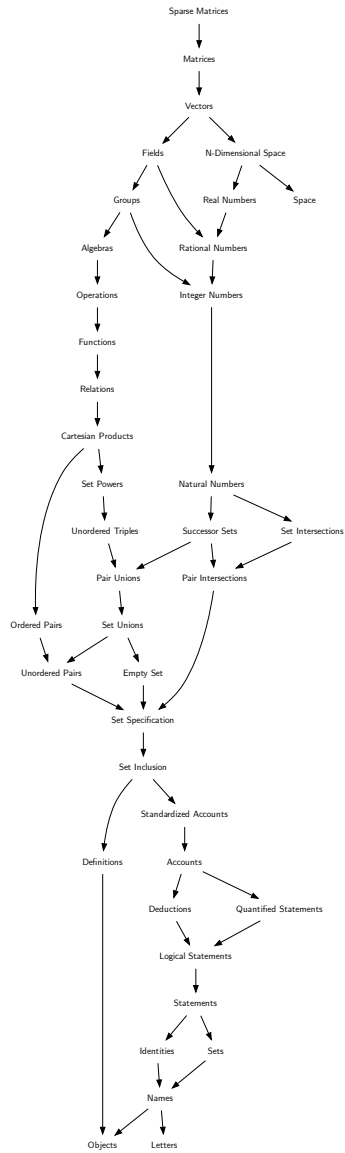 Sparse Matrices
Matrices
Vectors
Fields
N-Dimensional Space
Groups
Real Numbers
Space
Algebras
Rational Numbers
Operations
Integer Numbers
Functions
Relations
Cartesian Products
Set Powers
Natural Numbers
Unordered Triples
Successor Sets
Set Intersections
Pair Unions
Pair Intersections
Ordered Pairs
Set Unions
Unordered Pairs
Empty Set
Set Specification
Set Inclusion
Standardized Accounts
Definitions
Accounts
Deductions
Quantified Statements
Logical Statements
Statements
Identities
Sets
Names
Objects
Letters